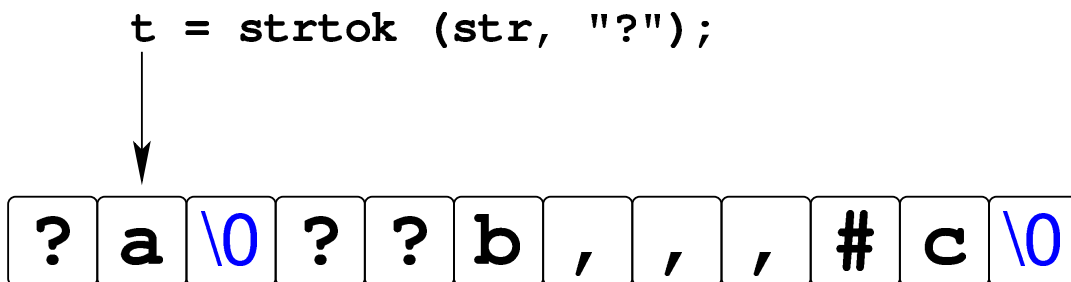 t = strtok (str, "?");
? a \0 ? ? b , , , # c \0